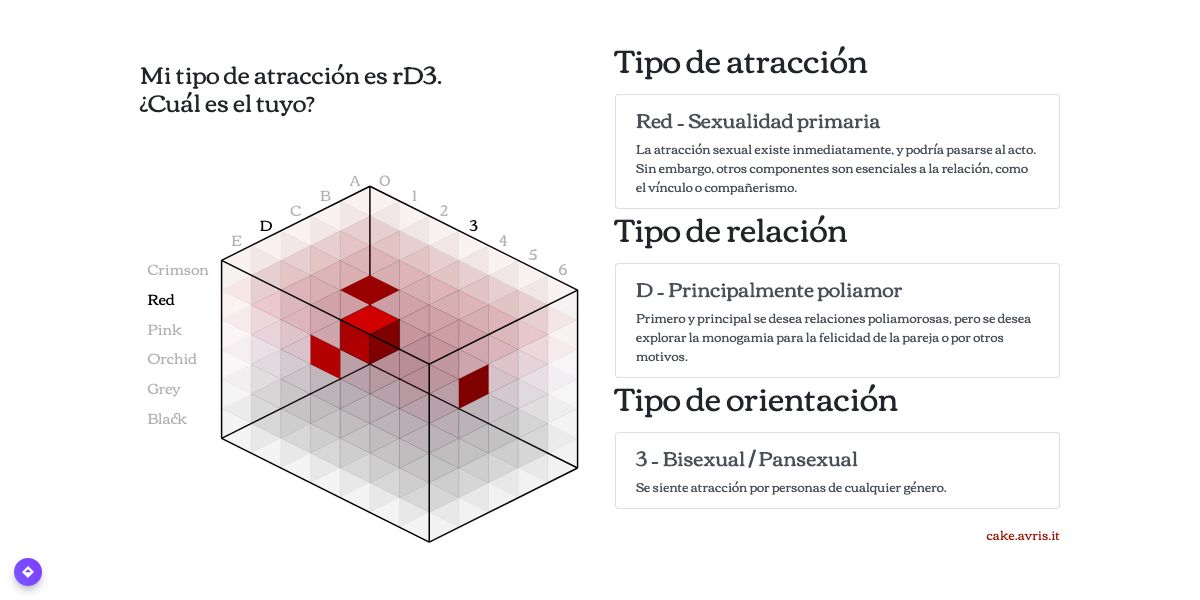 Mi tipo de atracción es rD3.
¿Cuál es el tuyo?
A O
B 1
C 2
D 3
E 4
5
6
Crimson
Red
Pink
Orchid
Grey
Black
Tipo de atracción
Red - Sexualidad primaria
La atracción sexual existe inmediatamente, y podría pasarse al acto.
Sin embargo, otros componentes son esenciales a la relación, como
el vínculo o compañerismo.
Tipo de relación
D - Principalmente poliamor
Primero y principal se desea relaciones poliamorosas, pero se desea
explorar la monogamia para la felicidad de la pareja o por otros
motivos.
Tipo de orientación
3 - Bisexual / Pansexual
Se siente atracción por personas de cualquier género.
cake.avris.it